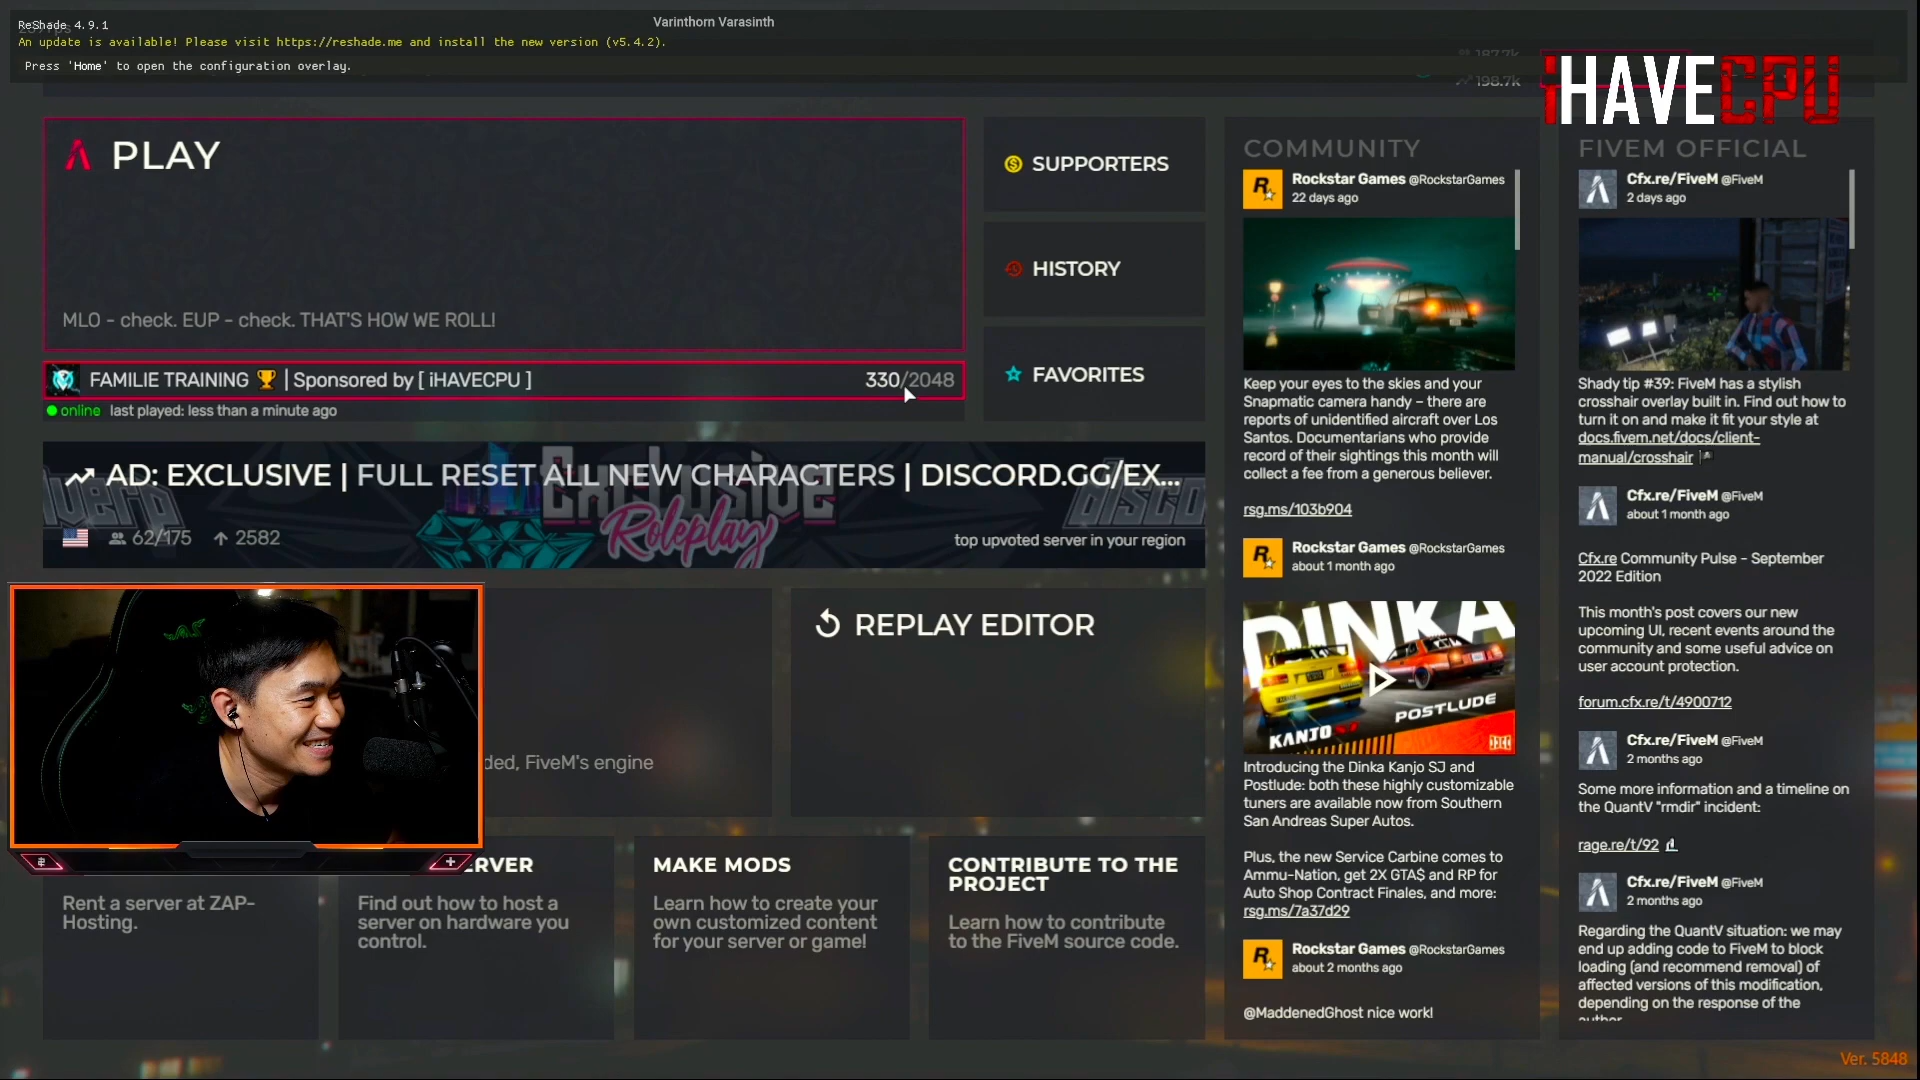 ReShade 4.9.1
Varinthorn Varasinth
An update is available! Please visit https://reshade.me and install the new version (v5.4.2).
Press 'Home' to open the configuration overlay.
187.7k
198.7k
iHAVECPU
PLAY
MLO - check. EUP - check. THAT'S HOW WE ROLL!
FAMILIE TRAINING 🏆 | Sponsored by [ iHAVECPU ]
330/2048
online last played: less than a minute ago
SUPPORTERS
HISTORY
FAVORITES
AD: EXCLUSIVE | FULL RESET ALL NEW CHARACTERS | DISCORD.GG/EX...
Exclusive
Roleplay
62/175
2582
top upvoted server in your region
ded, FiveM's engine
REPLAY EDITOR
Rent a server at ZAP-
Hosting.
ERVER
Find out how to host a
server on hardware you
control.
MAKE MODS
Learn how to create your
own customized content
for your server or game!
CONTRIBUTE TO THE
PROJECT
Learn how to contribute
to the FiveM source code.
COMMUNITY
Rockstar Games @RockstarGames
22 days ago
Keep your eyes to the skies and your
Snapmatic camera handy – there are
reports of unidentified aircraft over Los
Santos. Documentarians who provide
record of their sightings this month will
collect a fee from a generous believer.
rsg.ms/103b904
Rockstar Games @RockstarGames
about 1 month ago
DINKA
POSTLUDE
KANJO SJ
Introducing the Dinka Kanjo SJ and
Postlude: both these highly customizable
tuners are available now from Southern
San Andreas Super Autos.
Plus, the new Service Carbine comes to
Ammu-Nation, get 2X GTA$ and RP for
Auto Shop Contract Finales, and more:
rsg.ms/7a37d29
Rockstar Games @RockstarGames
about 2 months ago
@MaddenedGhost nice work!
FIVEM OFFICIAL
Cfx.re/FiveM @FiveM
2 days ago
Shady tip #39: FiveM has a stylish
crosshair overlay built in. Find out how to
turn it on and make it fit your style at
docs.fivem.net/docs/client-
manual/crosshair
Cfx.re/FiveM @FiveM
about 1 month ago
Cfx.re Community Pulse - September
2022 Edition
This month's post covers our new
upcoming UI, recent events around the
community and some useful advice on
user account protection.
forum.cfx.re/t/4900712
Cfx.re/FiveM @FiveM
2 months ago
Some more information and a timeline on
the QuantV "rmdir" incident:
rage.re/t/92
Cfx.re/FiveM @FiveM
2 months ago
Regarding the QuantV situation: we may
end up adding code to FiveM to block
loading (and recommend removal) of
affected versions of this modification,
depending on the response of the
author
Ver. 5848